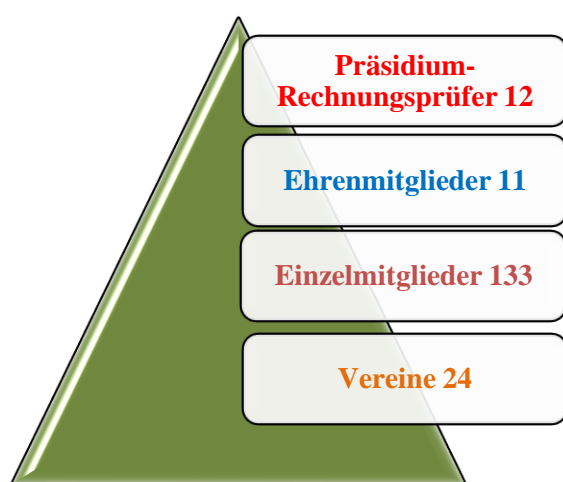 Präsidium-
Rechnungsprüfer 12
Ehrenmitglieder 11
Einzelmitglieder 133
Vereine 24